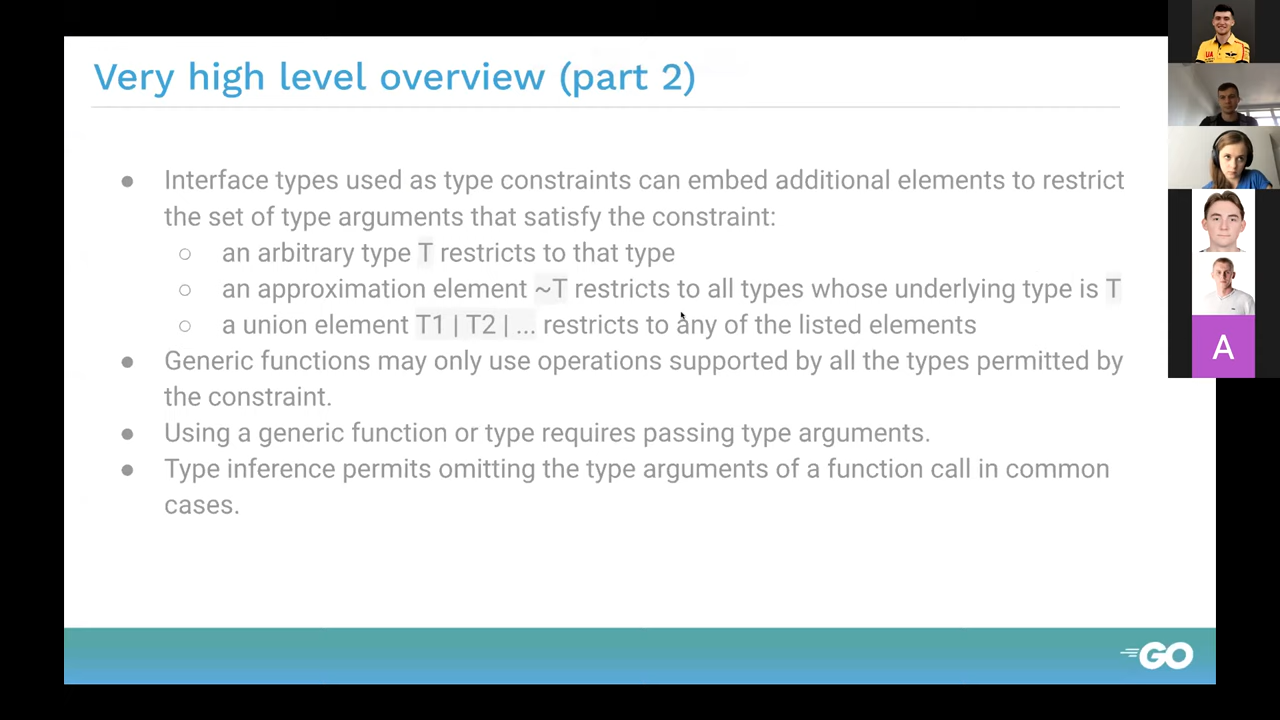 Very high level overview (part 2)
● Interface types used as type constraints can embed additional elements to restrict
the set of type arguments that satisfy the constraint:
○ an arbitrary type T restricts to that type
○ an approximation element ~T restricts to all types whose underlying type is T
○ a union element T1 | T2 | ... restricts to any of the listed elements
● Generic functions may only use operations supported by all the types permitted by
the constraint.
● Using a generic function or type requires passing type arguments.
● Type inference permits omitting the type arguments of a function call in common
cases.
GO
UA
A